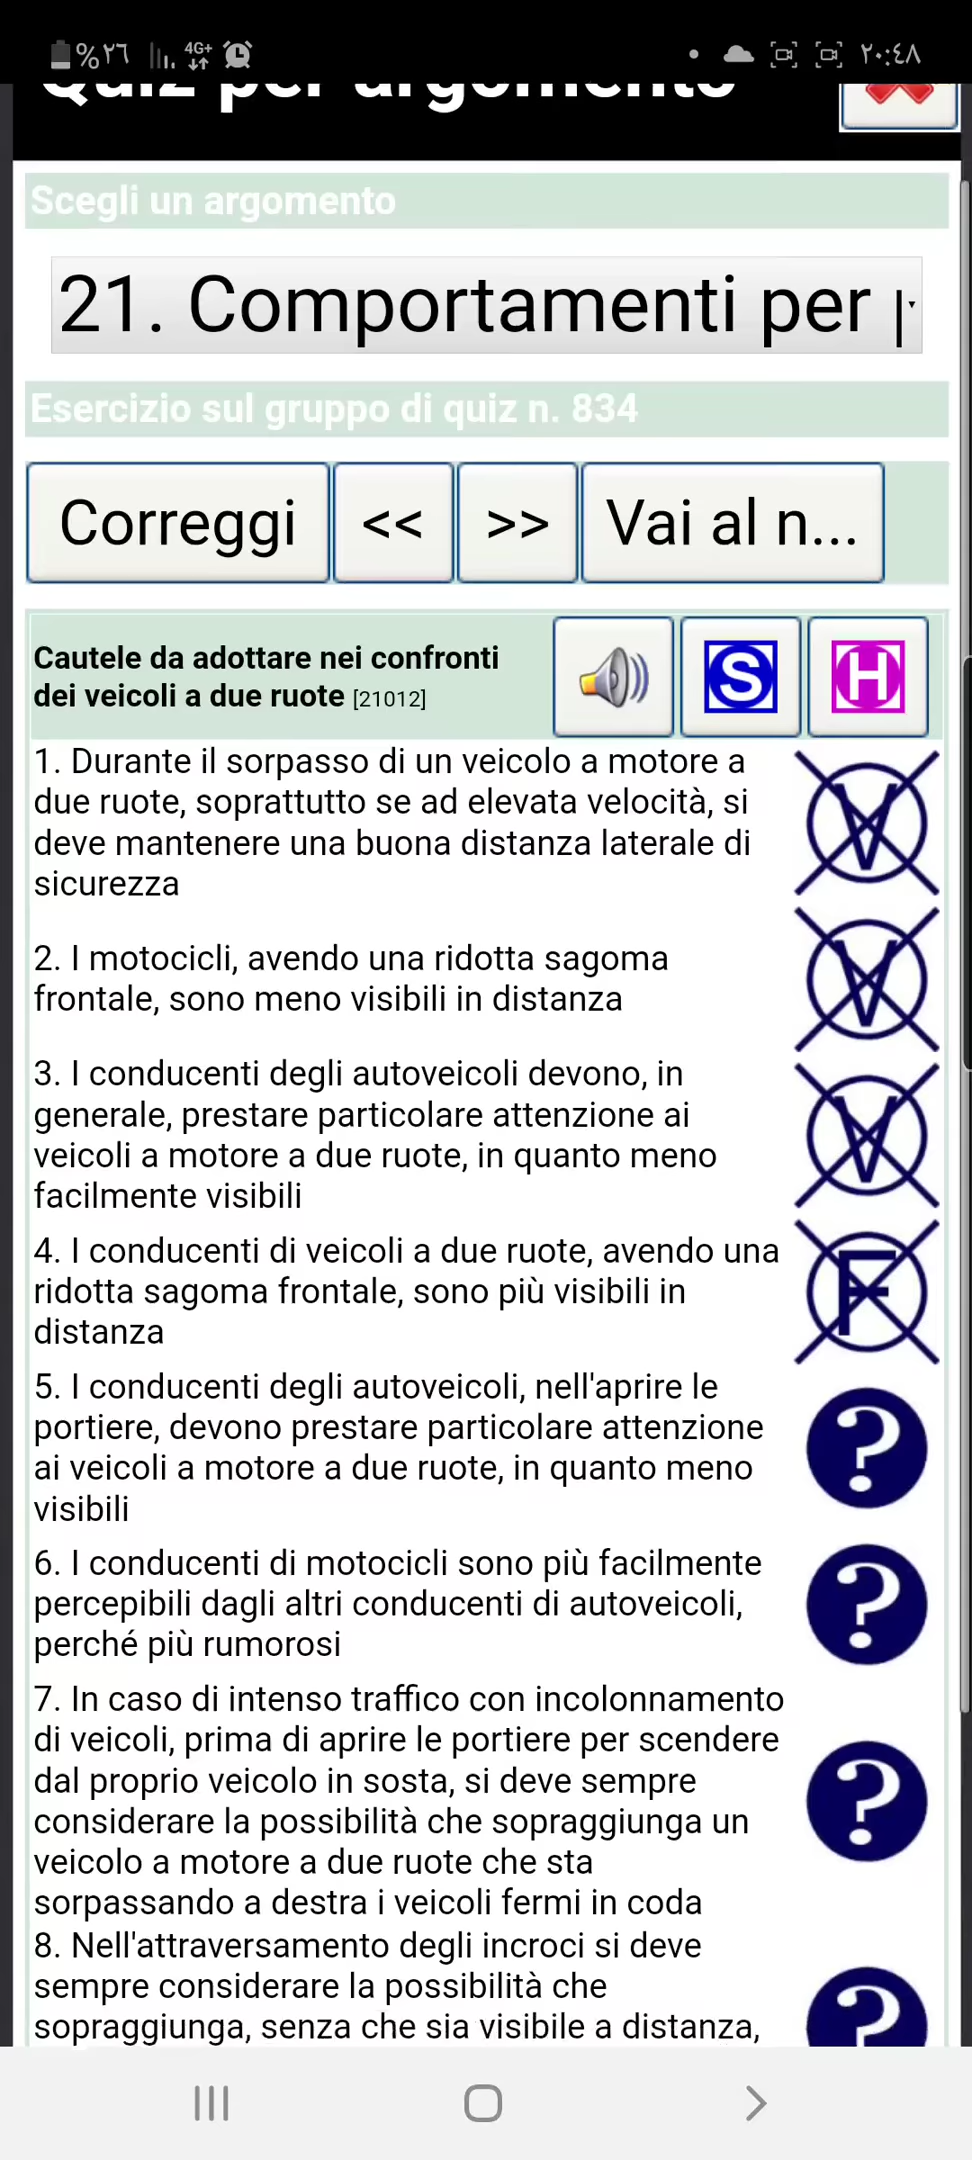 %٢٦ 4G+ ٢٠:٤٨
Quiz per argomento
Scegli un argomento
21. Comportamenti per
Esercizio sul gruppo di quiz n. 834
Correggi << >> Vai al n...
Cautele da adottare nei confronti
dei veicoli a due ruote [21012]
S H
1. Durante il sorpasso di un veicolo a motore a
due ruote, soprattutto se ad elevata velocità, si
deve mantenere una buona distanza laterale di
sicurezza
V
2. I motocicli, avendo una ridotta sagoma
frontale, sono meno visibili in distanza
V
3. I conducenti degli autoveicoli devono, in
generale, prestare particolare attenzione ai
veicoli a motore a due ruote, in quanto meno
facilmente visibili
V
4. I conducenti di veicoli a due ruote, avendo una
ridotta sagoma frontale, sono più visibili in
distanza
F
5. I conducenti degli autoveicoli, nell'aprire le
portiere, devono prestare particolare attenzione
ai veicoli a motore a due ruote, in quanto meno
visibili
?
6. I conducenti di motocicli sono più facilmente
percepibili dagli altri conducenti di autoveicoli,
perché più rumorosi
?
7. In caso di intenso traffico con incolonnamento
di veicoli, prima di aprire le portiere per scendere
dal proprio veicolo in sosta, si deve sempre
considerare la possibilità che sopraggiunga un
veicolo a motore a due ruote che sta
sorpassando a destra i veicoli fermi in coda
?
8. Nell'attraversamento degli incroci si deve
sempre considerare la possibilità che
sopraggiunga, senza che sia visibile a distanza,
?